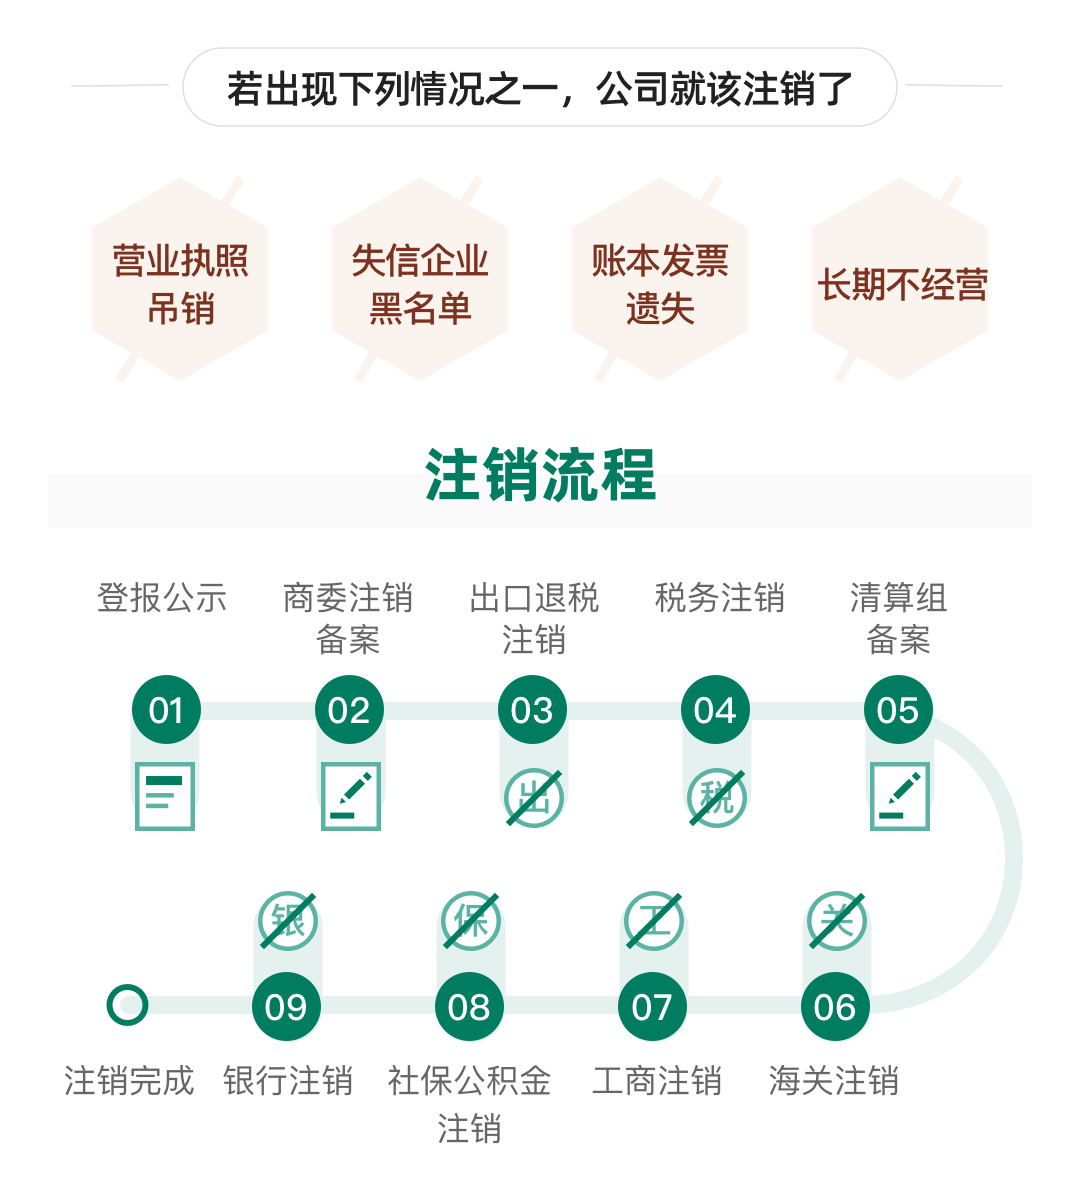 若出现下列情况之一，公司就该注销了
营业执照
吊销
失信企业
黑名单
账本发票
遗失
长期不经营
注销流程
登报公示
商委注销
备案
出口退税
注销
税务注销
清算组
备案
01
02
03
04
05
出
税
银
保
工
关
09
08
07
06
注销完成
银行注销
社保公积金
注销
工商注销
海关注销